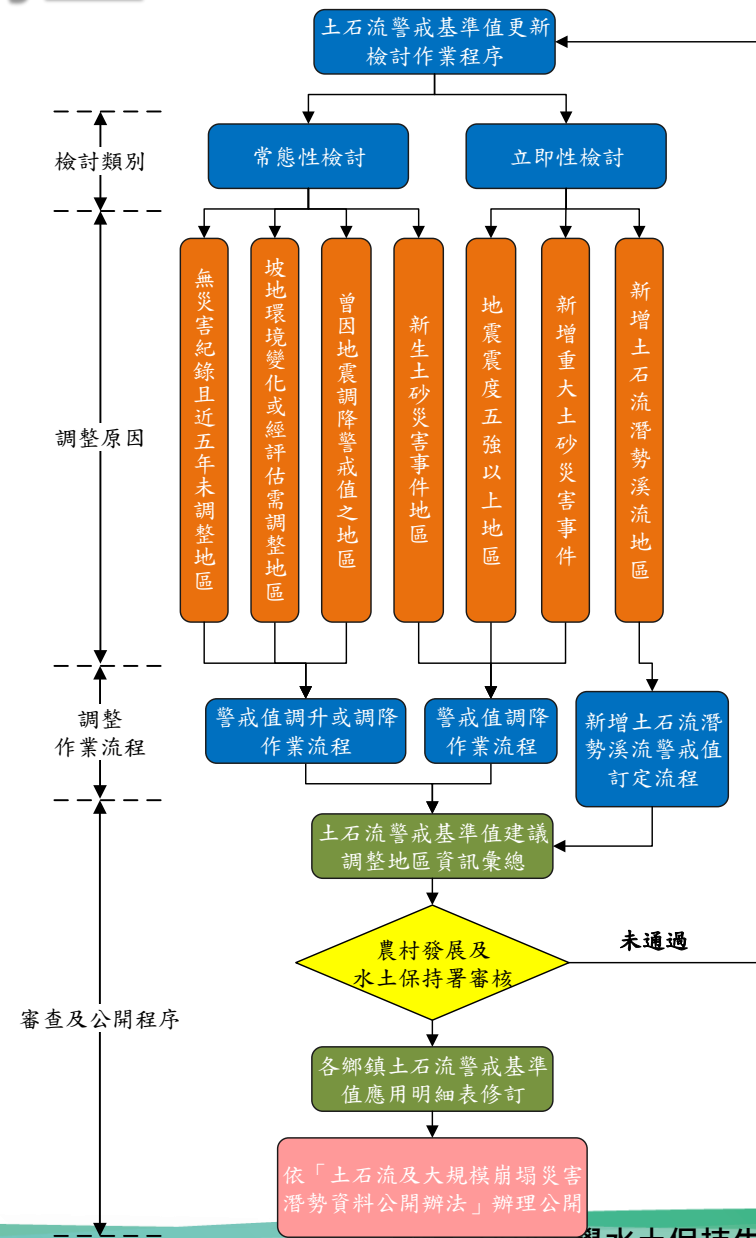 土石流警戒基準值更新
檢討作業程序
檢討類別
常態性檢討
立即性檢討
調整原因
無災害紀錄且近五年未調整地區
坡地環境變化或經評估需調整地區
曾因地震調降警戒值之地區
新生土砂災害事件地區
地震震度五強以上地區
新增重大土砂災害事件
新增土石流潛勢溪流地區
調整
作業流程
警戒值調升或調降
作業流程
警戒值調降
作業流程
新增土石流潛
勢溪流警戒值
訂定流程
土石流警戒基準值建議
調整地區資訊彙總
農村發展及
水土保持署審核
未通過
審查及公開程序
各鄉鎮土石流警戒基準
值應用明細表修訂
依「土石流及大規模崩塌災害
潛勢資料公開辦法」辦理公開
學水土保持